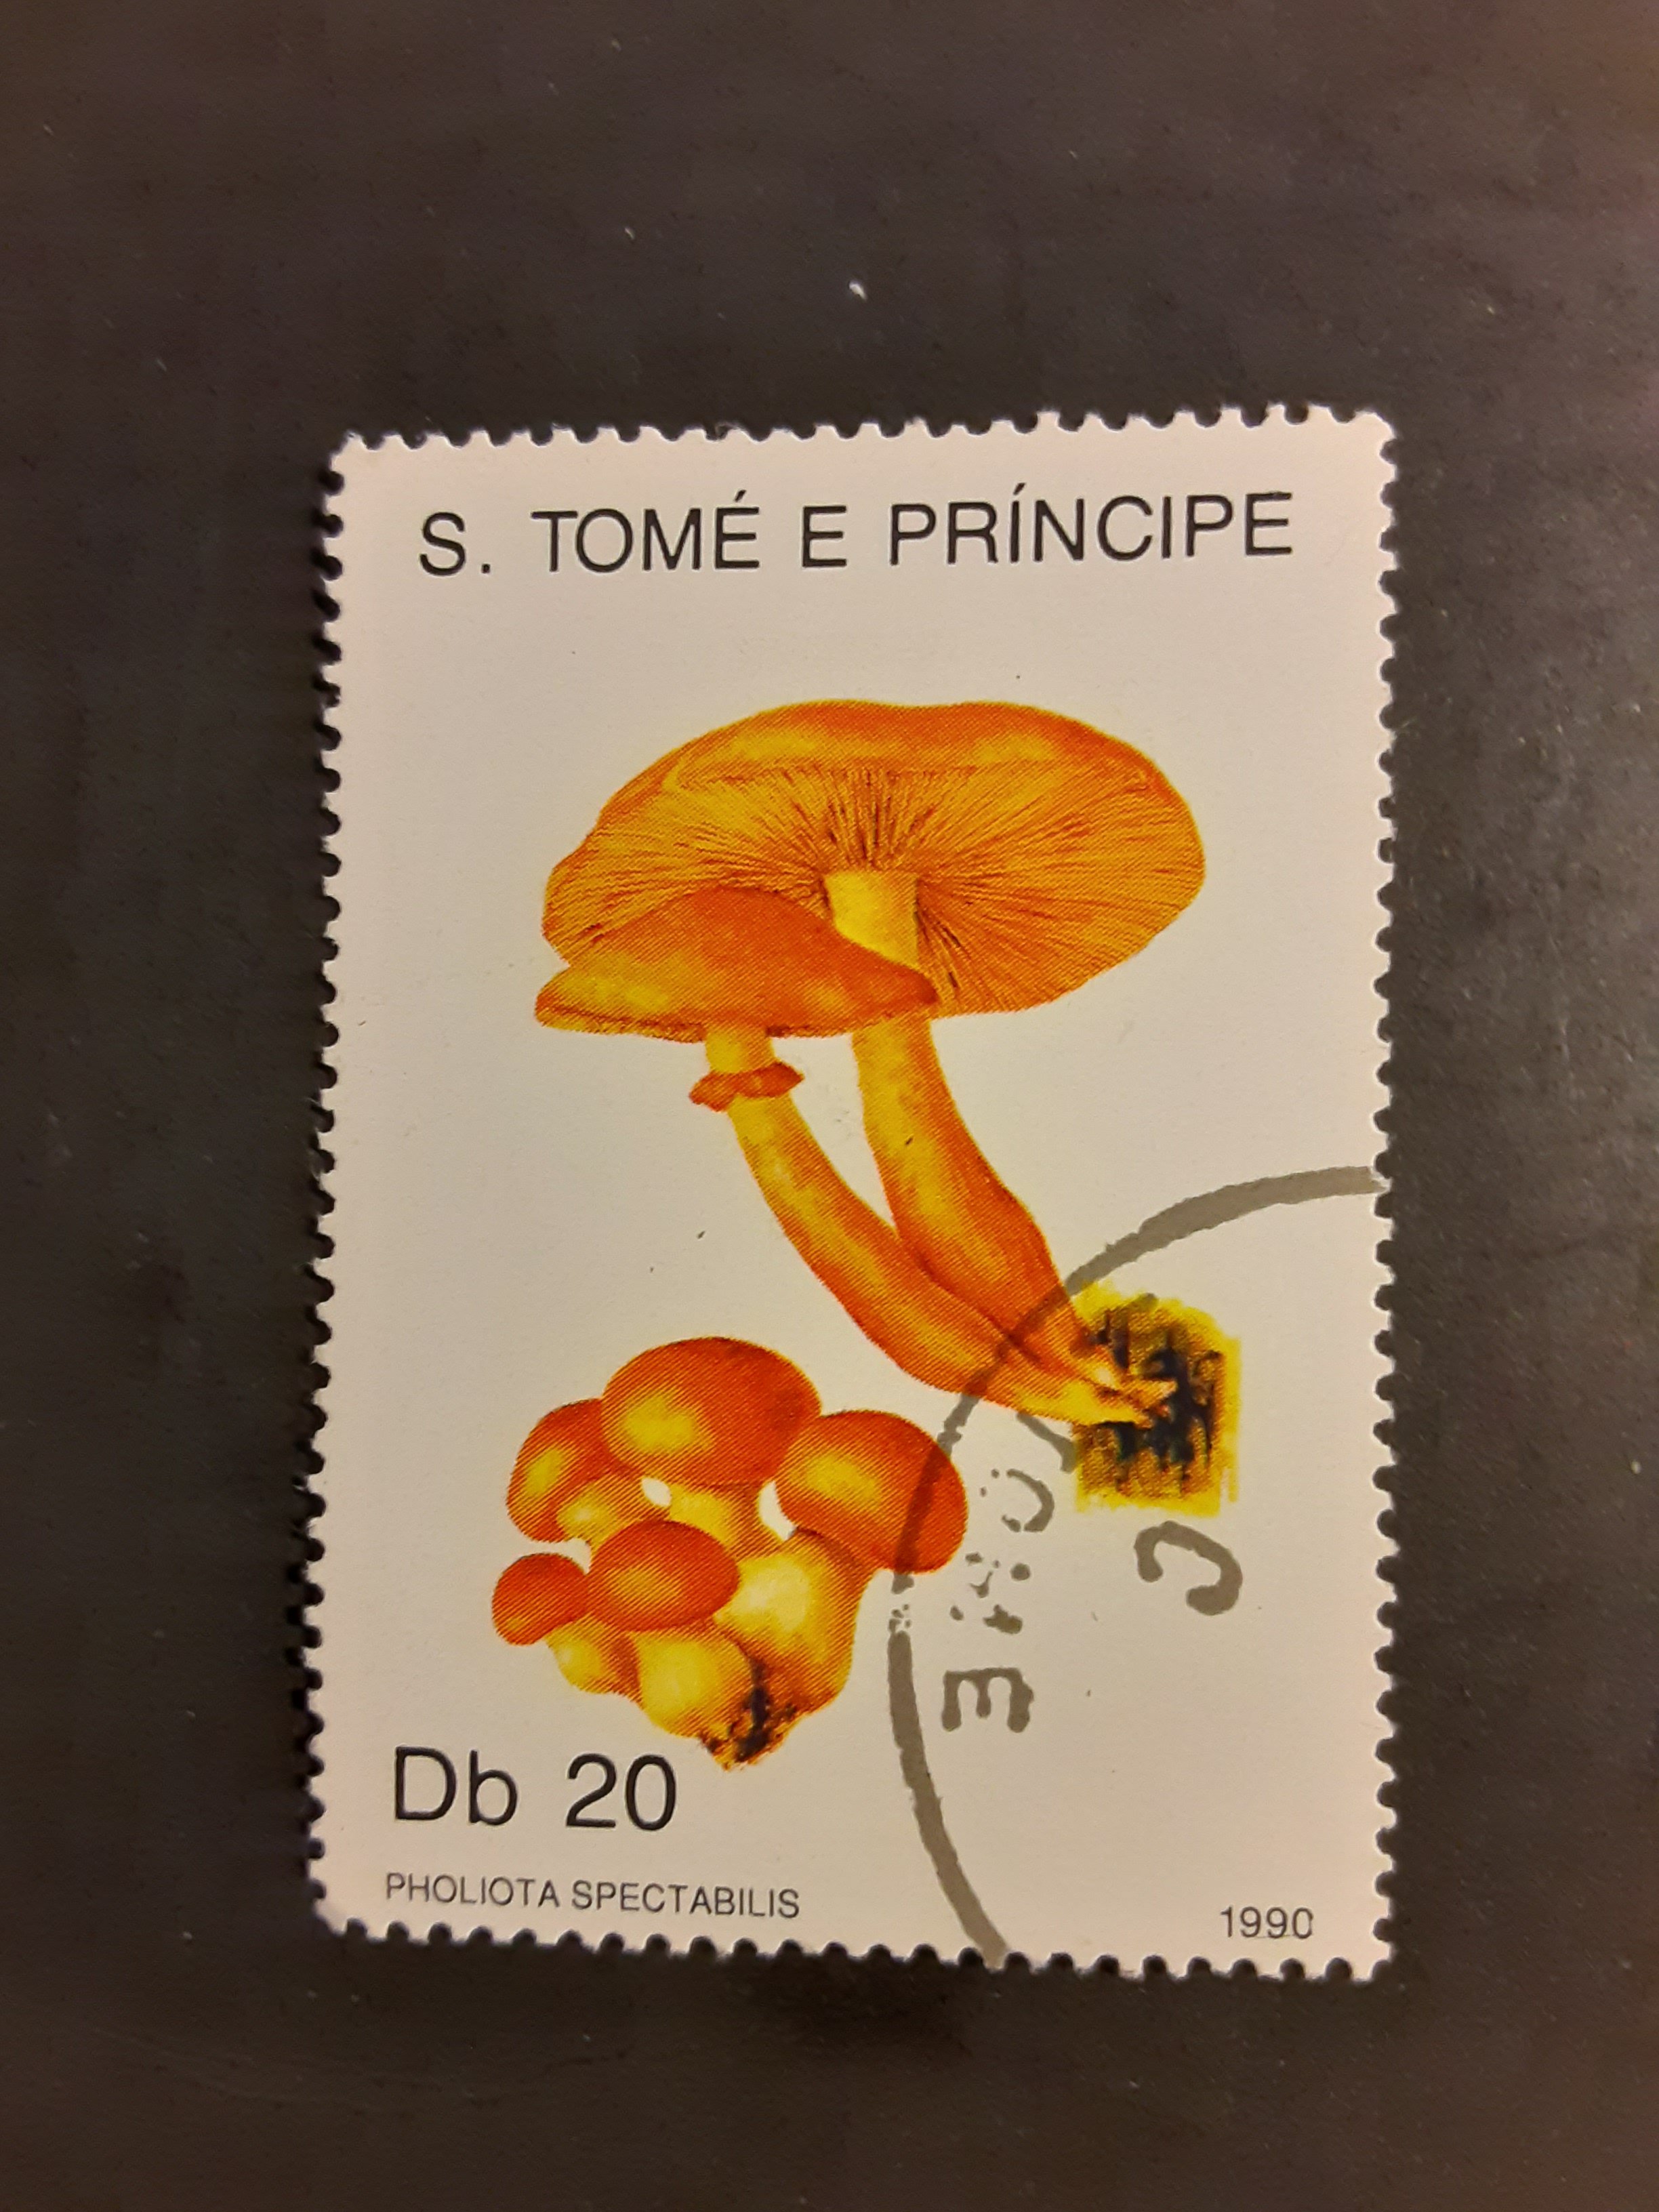 S. TOMÉ E PRÍNCIPE
Db 20
PHOLIOTA SPECTABILIS
1990